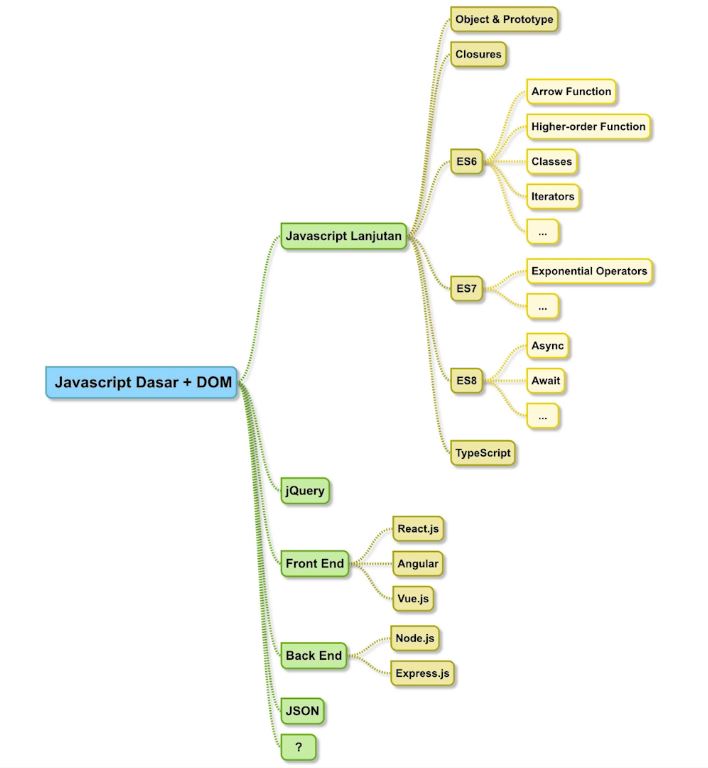 Javascript Dasar + DOM
Javascript Lanjutan
Object & Prototype
Closures
ES6
Arrow Function
Higher-order Function
Classes
Iterators
...
ES7
Exponential Operators
...
ES8
Async
Await
...
TypeScript
jQuery
Front End
React.js
Angular
Vue.js
Back End
Node.js
Express.js
JSON
?